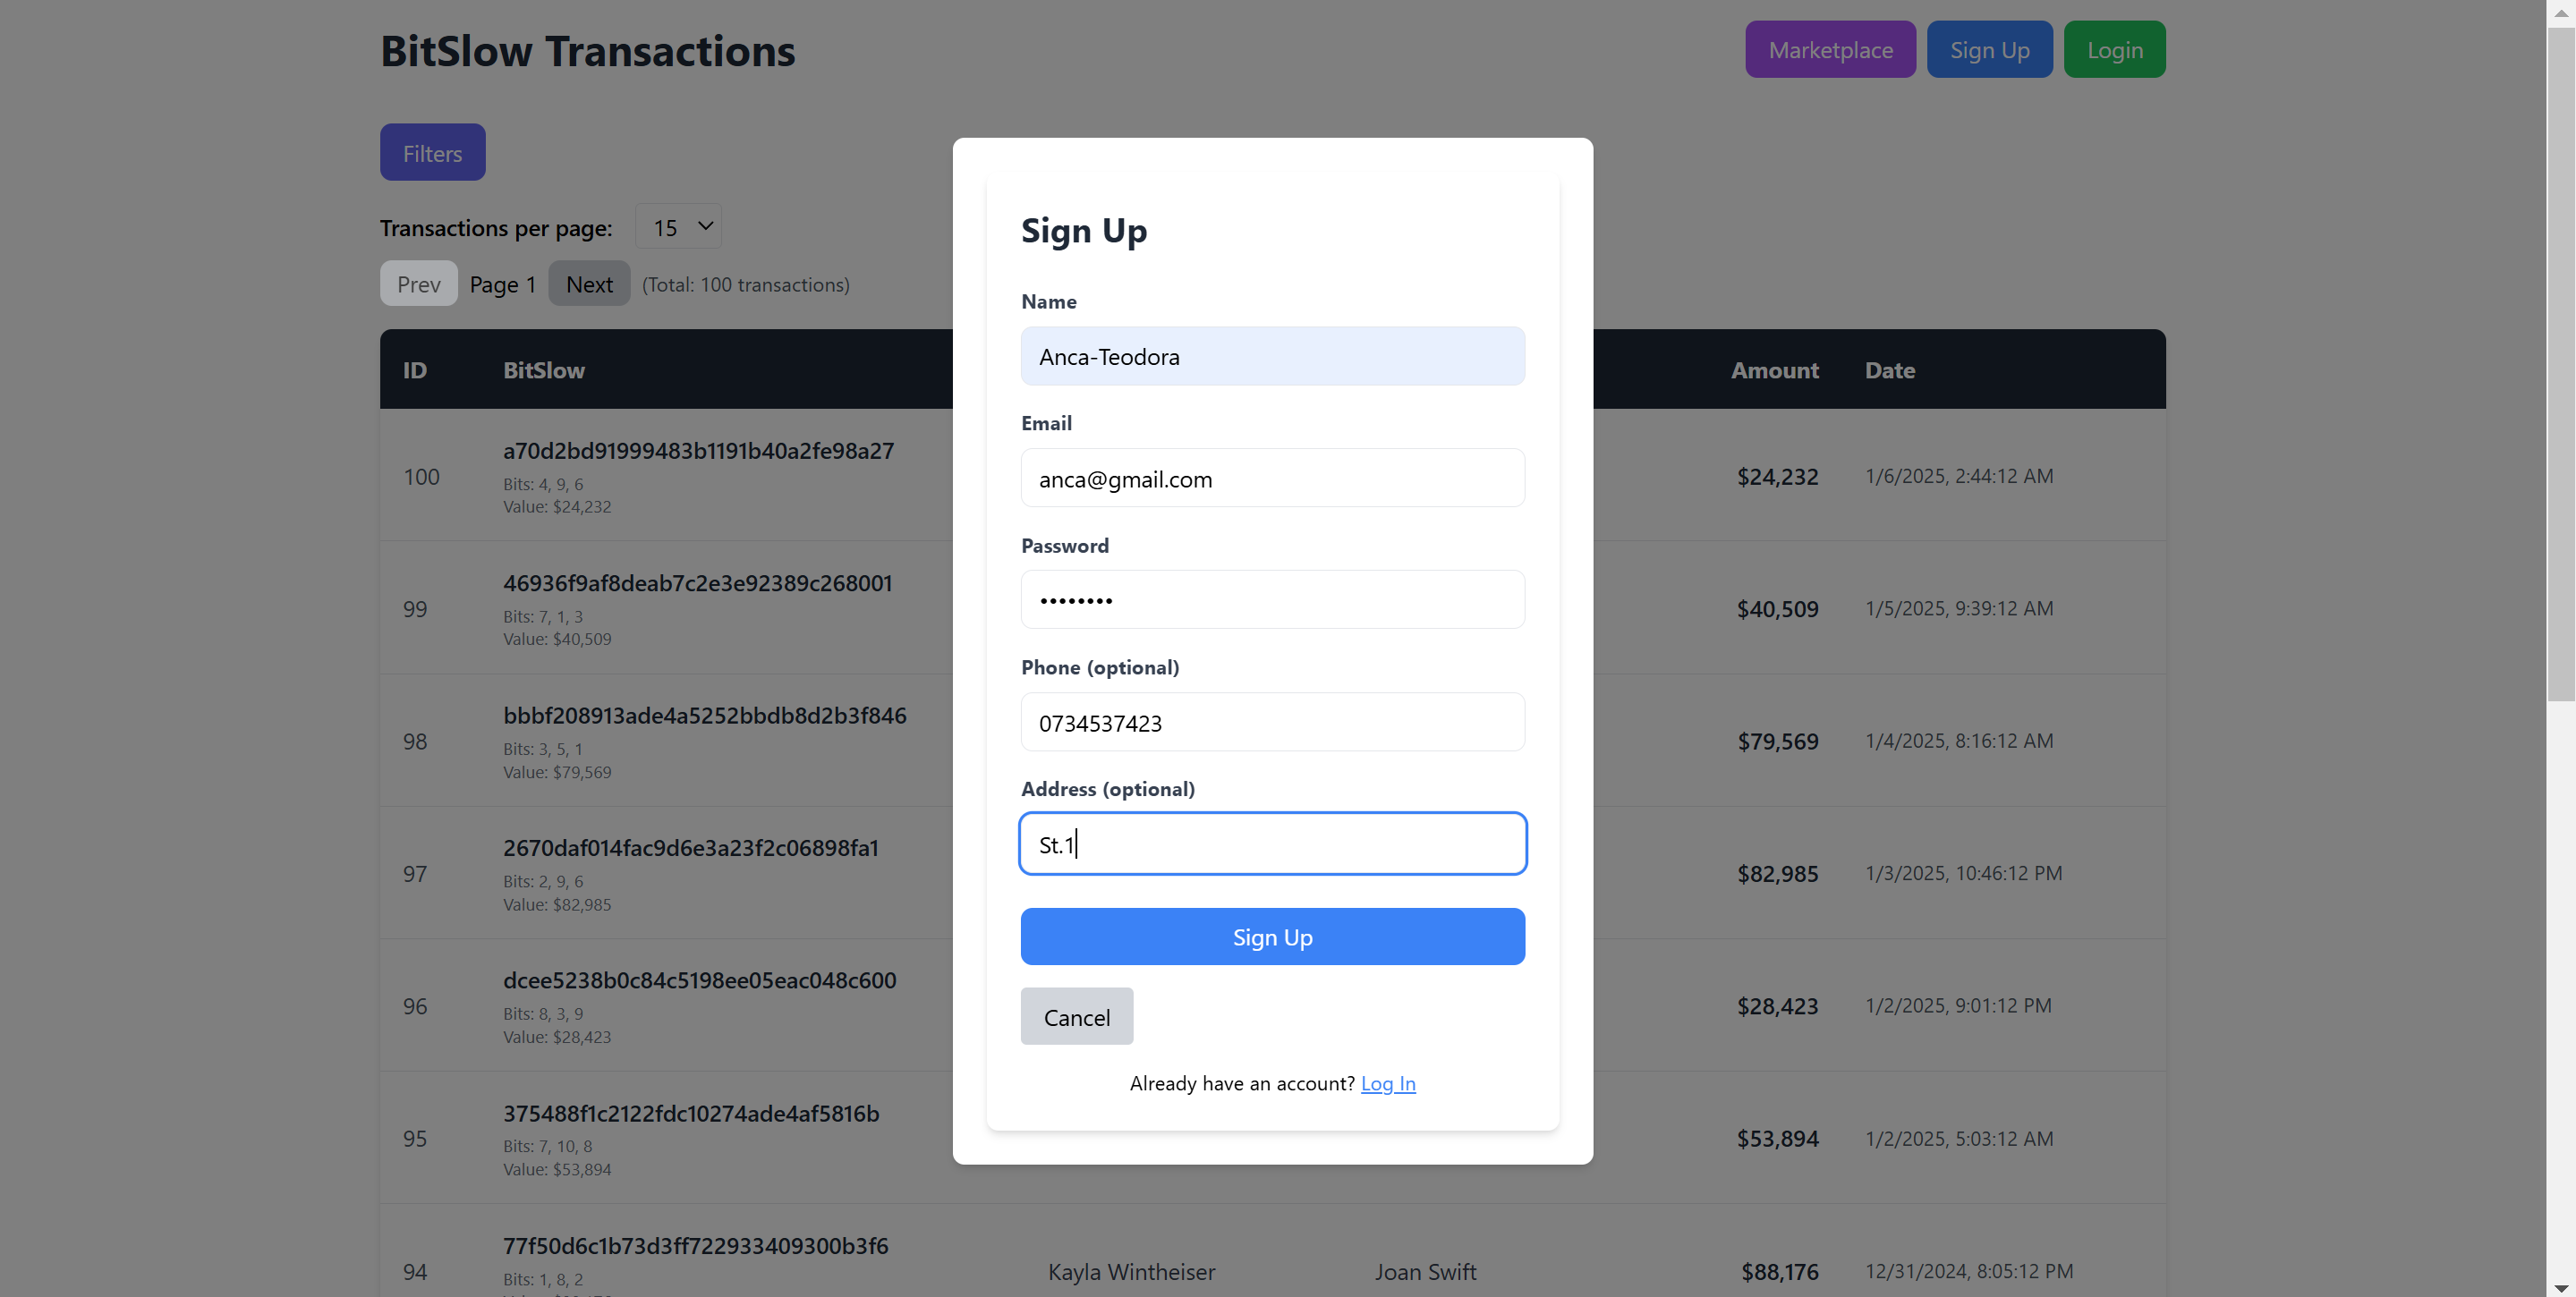 BitSlow Transactions
Marketplace
Sign Up
Login
Filters
Transactions per page: 15
Prev Page 1 Next (Total: 100 transactions)
ID BitSlow Amount Date
100 a70d2bd91999483b1191b40a2fe98a27 $24,232 1/6/2025, 2:44:12 AM
Bits: 4, 9, 6
Value: $24,232
99 46936f9af8deab7c2e3e92389c268001 $40,509 1/5/2025, 9:39:12 AM
Bits: 7, 1, 3
Value: $40,509
98 bbbf208913ade4a5252bbdb8d2b3f846 $79,569 1/4/2025, 8:16:12 AM
Bits: 3, 5, 1
Value: $79,569
97 2670daf014fac9d6e3a23f2c06898fa1 $82,985 1/3/2025, 10:46:12 PM
Bits: 2, 9, 6
Value: $82,985
96 dcee5238b0c84c5198ee05eac048c600 $28,423 1/2/2025, 9:01:12 PM
Bits: 8, 3, 9
Value: $28,423
95 375488f1c2122fdc10274ade4af5816b $53,894 1/2/2025, 5:03:12 AM
Bits: 7, 10, 8
Value: $53,894
94 77f50d6c1b73d3ff722933409300b3f6 Kayla Wintheiser Joan Swift $88,176 12/31/2024, 8:05:12 PM
Bits: 1, 8, 2
Sign Up
Name
Anca-Teodora
Email
anca@gmail.com
Password
••••••••
Phone (optional)
0734537423
Address (optional)
St.1
Sign Up
Cancel
Already have an account? Log In